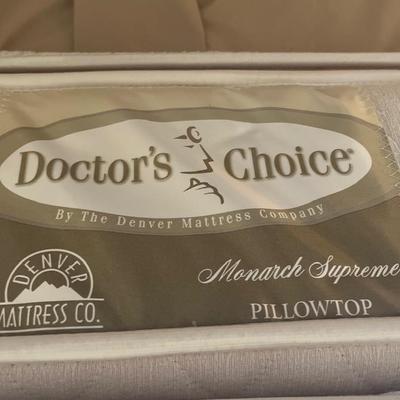 Doctor's Choice®
By The Denver Mattress Company
DENVER
MATTRESS CO.
Monarch Supreme
PILLOWTOP